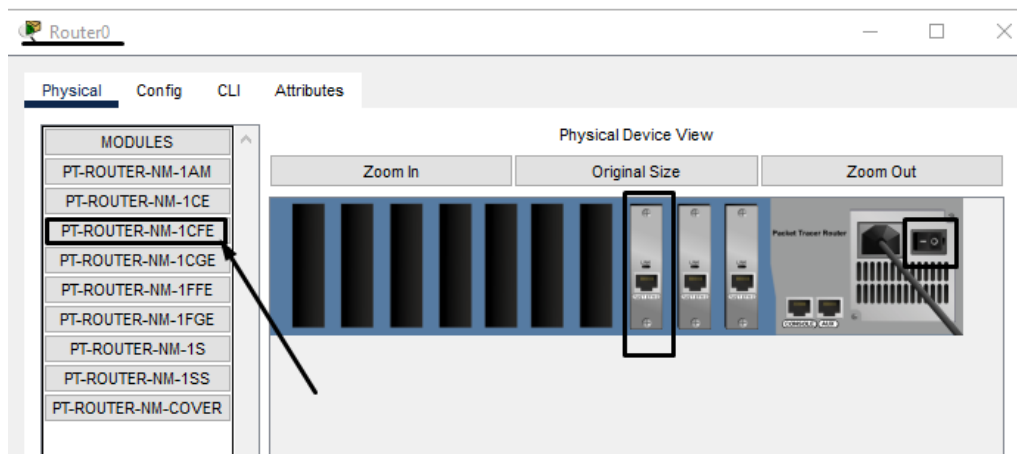 Router0
Physical Config CLI Attributes
MODULES
PT-ROUTER-NM-1AM
PT-ROUTER-NM-1CE
PT-ROUTER-NM-1CFE
PT-ROUTER-NM-1CGE
PT-ROUTER-NM-1FFE
PT-ROUTER-NM-1FGE
PT-ROUTER-NM-1S
PT-ROUTER-NM-1SS
PT-ROUTER-NM-COVER
Physical Device View
Zoom In Original Size Zoom Out
Packet Tracer Router
CONSOLE AUX